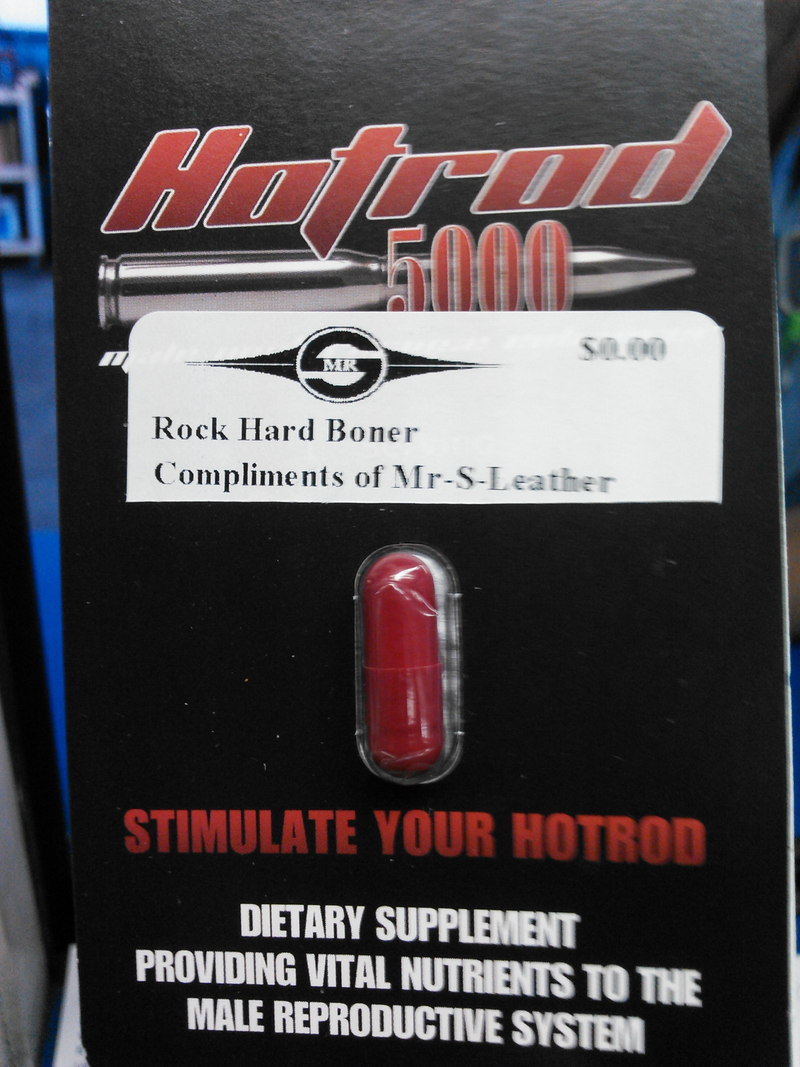 Hotrod
5000
MR
$0.00
Rock Hard Boner
Compliments of Mr-S-Leather
STIMULATE YOUR HOTROD
DIETARY SUPPLEMENT
PROVIDING VITAL NUTRIENTS TO THE
MALE REPRODUCTIVE SYSTEM